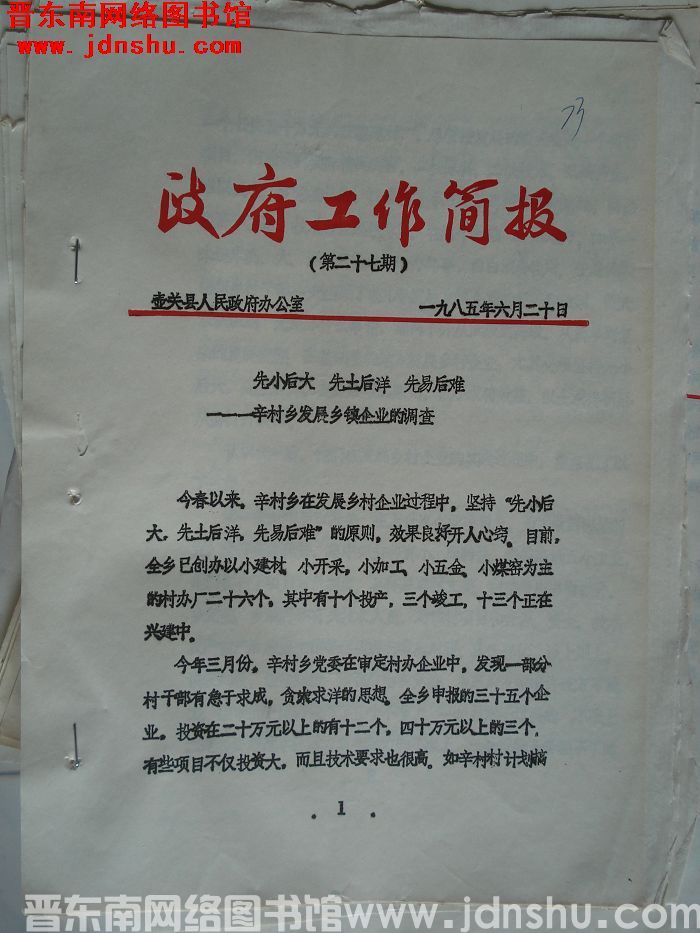 晋东南网络图书馆
www.jdnshu.com
73
政府工作简报
（第二十七期）
壶关县人民政府办公室 一九八五年六月二十日
先小后大 先土后洋 先易后难
———辛村乡发展乡镇企业的调查
今春以来，辛村乡在发展乡村企业过程中，坚持“先小后
大，先土后洋，先易后难”的原则，效果良好开人心窍。目前，
全乡已创办以小建材、小开采，小加工、小五金、小煤窑为主
的村办厂二十六个，其中有十个投产，三个竣工，十三个正在
兴建中。
今年三月份，辛村乡党委在审定村办企业中，发现一部分
村干部有急于求成，贪大求洋的思想。全乡申报的三十五个企
业，投资在二十万元以上的有十二个，四十万元以上的三个，
有些项目不仅投资大，而且技术要求也很高。如辛村村计划搞
. 1 .
晋东南网络图书馆 www.jdnshu.com